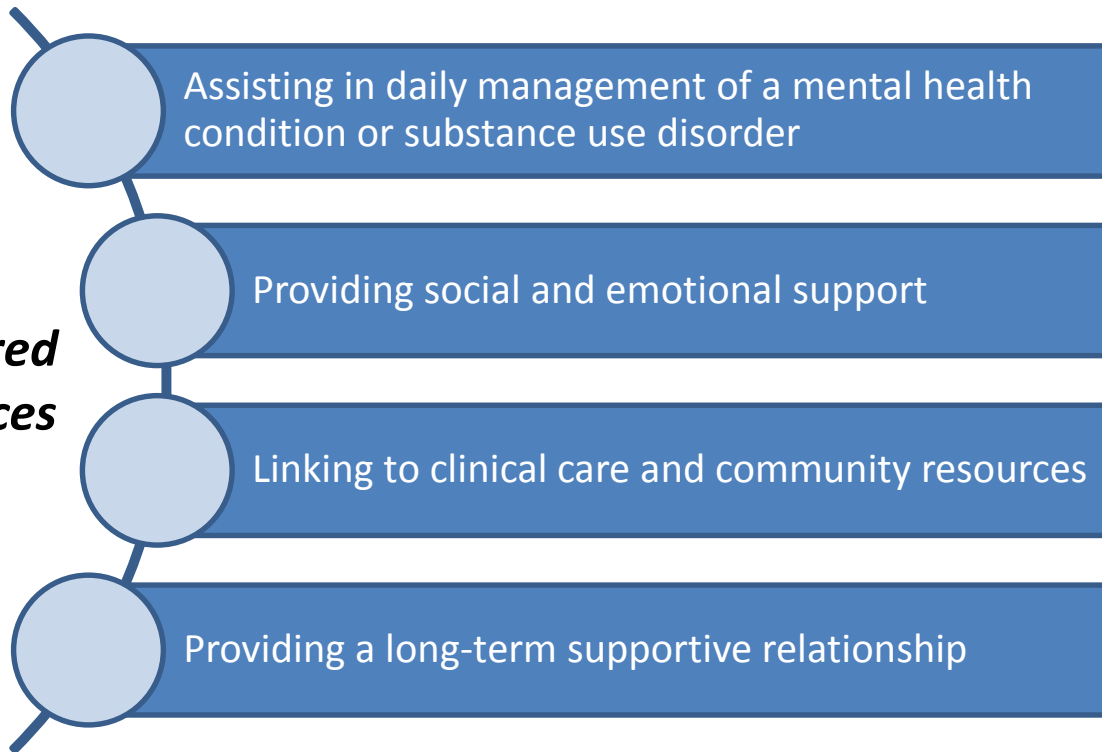 Assisting in daily management of a mental health
condition or substance use disorder
Providing social and emotional support
red
ces
Linking to clinical care and community resources
Providing a long-term supportive relationship